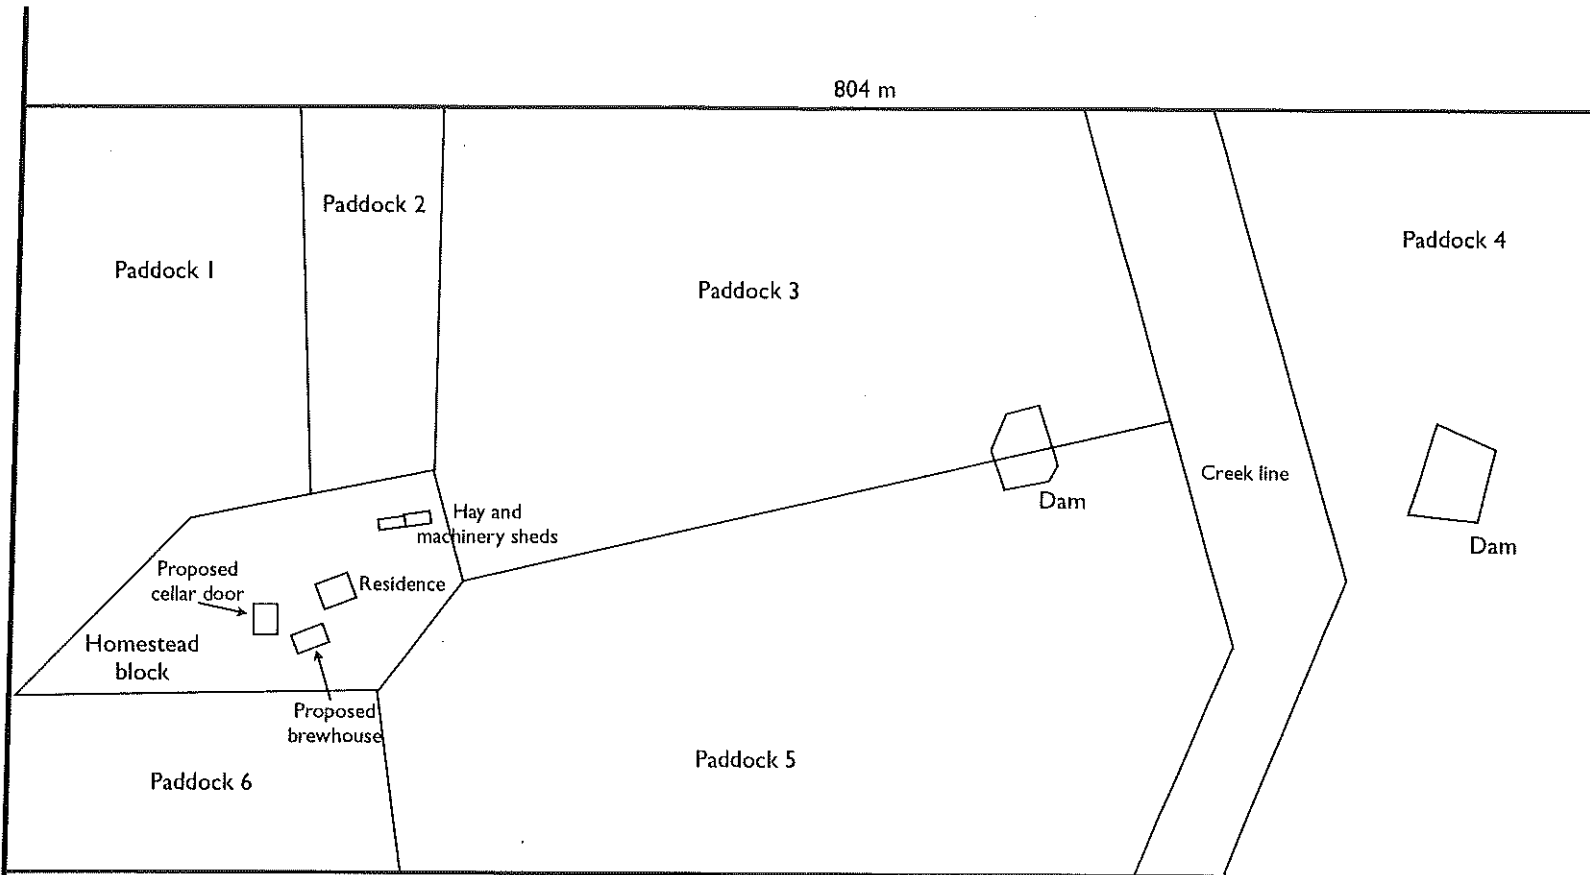 804 m
Paddock 2
Paddock 1
Paddock 3
Paddock 4
Creek line
Dam
Dam
Hay and
machinery sheds
Proposed
cellar door
Residence
Homestead
block
Proposed
brewhouse
Paddock 6
Paddock 5